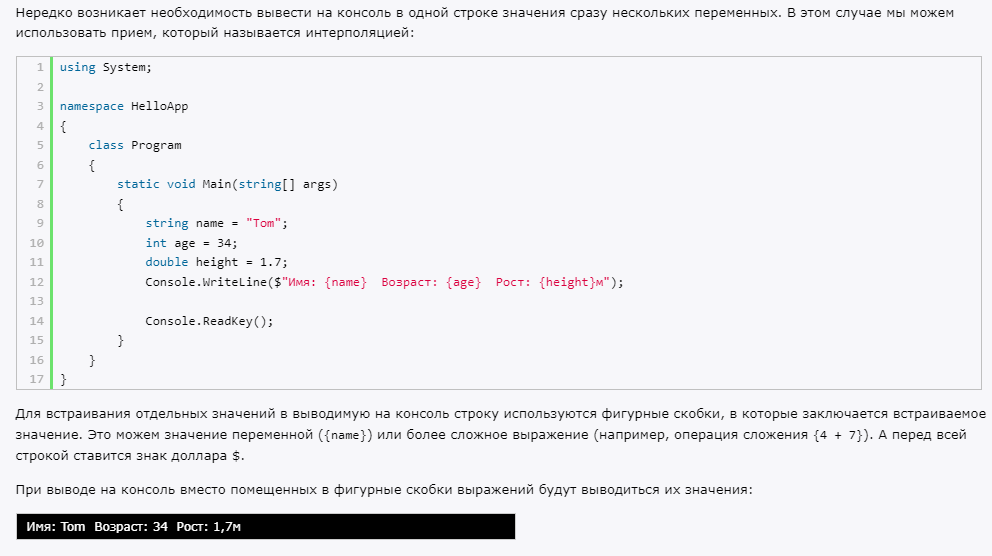 Нередко возникает необходимость вывести на консоль в одной строке значения сразу нескольких переменных. В этом случае мы можем
использовать прием, который называется интерполяцией:
1 using System;
2
3 namespace HelloApp
4 {
5     class Program
6     {
7         static void Main(string[] args)
8         {
9             string name = "Tom";
10             int age = 34;
11             double height = 1.7;
12             Console.WriteLine($"Имя: {name}  Возраст: {age}  Рост: {height}м");
13
14             Console.ReadKey();
15         }
16     }
17 }
Для встраивания отдельных значений в выводимую на консоль строку используются фигурные скобки, в которые заключается встраиваемое
значение. Это можем значение переменной ({name}) или более сложное выражение (например, операция сложения {4 + 7}). А перед всей
строкой ставится знак доллара $.
При выводе на консоль вместо помещенных в фигурные скобки выражений будут выводиться их значения:
Имя: Tom  Возраст: 34  Рост: 1,7м